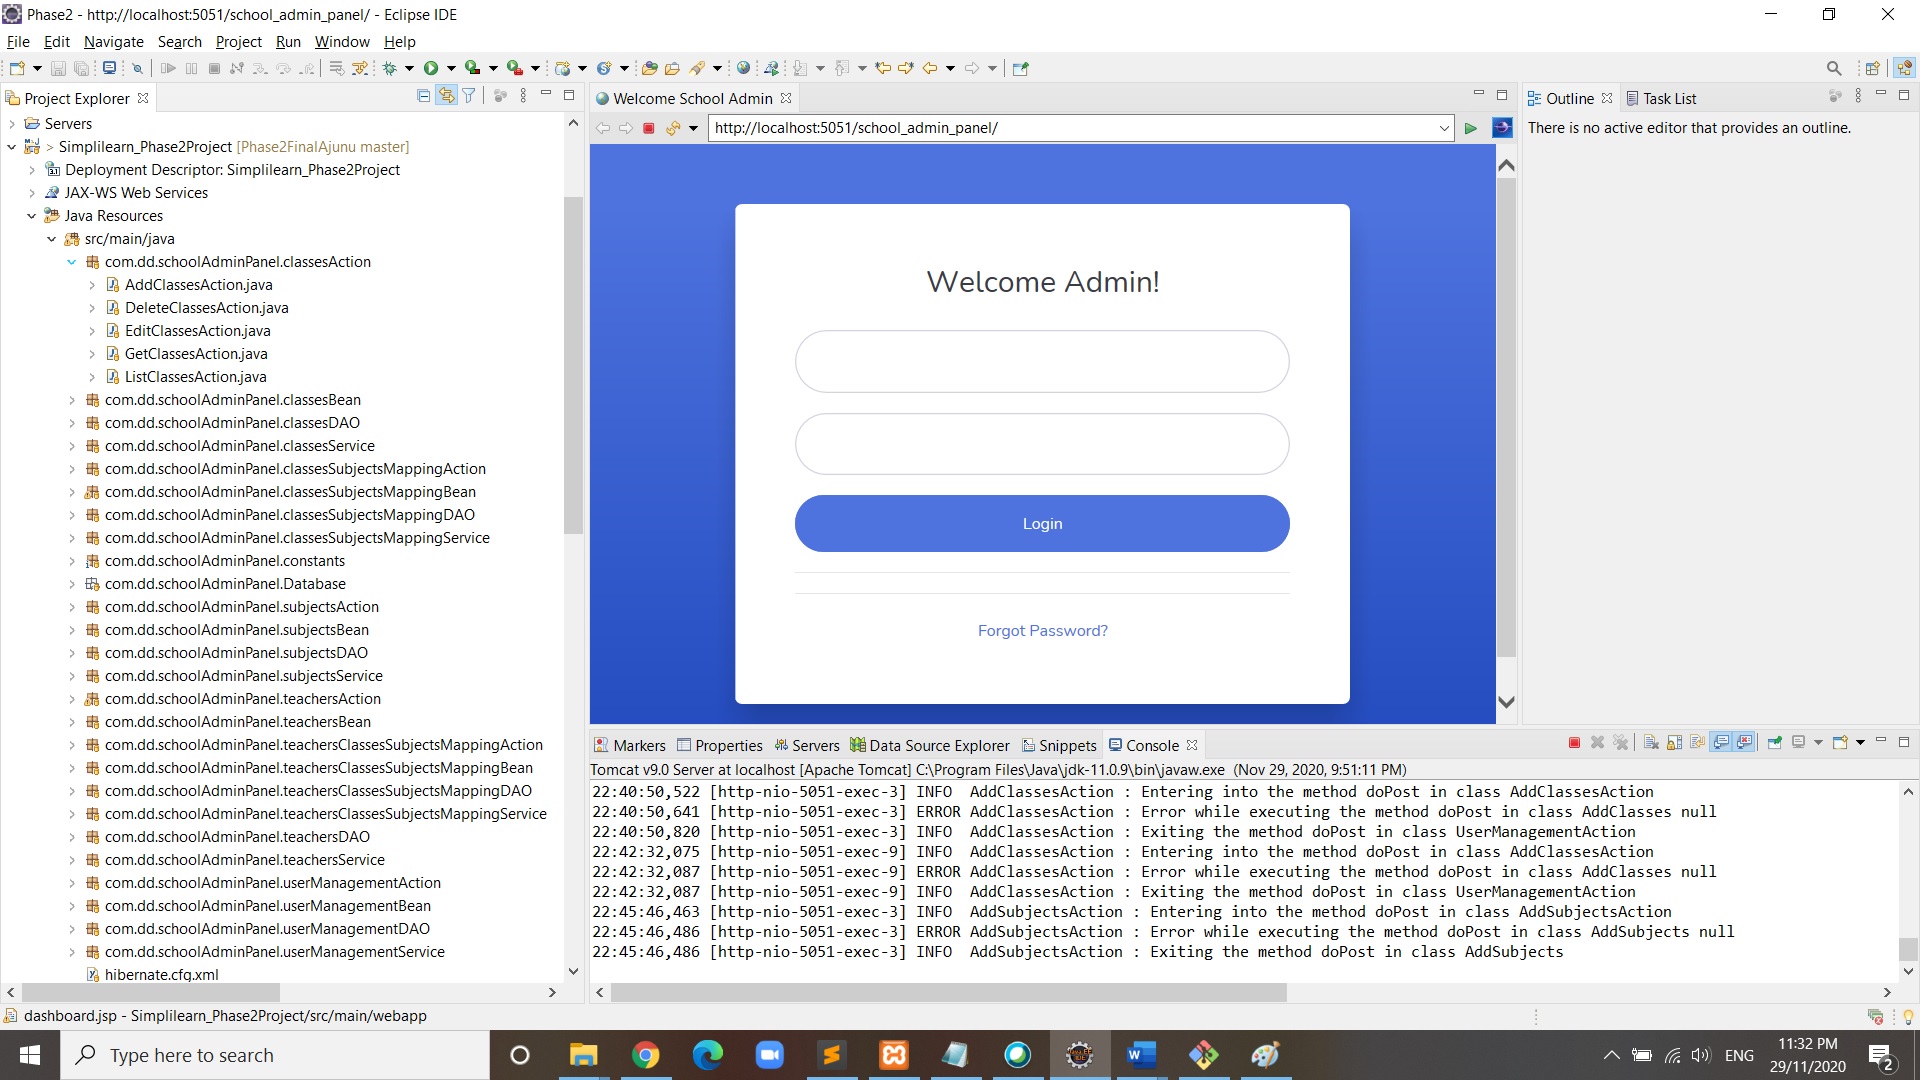 Phase2 - http://localhost:5051/school_admin_panel/ - Eclipse IDE
File Edit Navigate Search Project Run Window Help
Project Explorer
Servers
> Simplilearn_Phase2Project [Phase2FinalAjunu master]
Deployment Descriptor: Simplilearn_Phase2Project
JAX-WS Web Services
Java Resources
src/main/java
com.dd.schoolAdminPanel.classesAction
AddClassesAction.java
DeleteClassesAction.java
EditClassesAction.java
GetClassesAction.java
ListClassesAction.java
com.dd.schoolAdminPanel.classesBean
com.dd.schoolAdminPanel.classesDAO
com.dd.schoolAdminPanel.classesService
com.dd.schoolAdminPanel.classesSubjectsMappingAction
com.dd.schoolAdminPanel.classesSubjectsMappingBean
com.dd.schoolAdminPanel.classesSubjectsMappingDAO
com.dd.schoolAdminPanel.classesSubjectsMappingService
com.dd.schoolAdminPanel.constants
com.dd.schoolAdminPanel.Database
com.dd.schoolAdminPanel.subjectsAction
com.dd.schoolAdminPanel.subjectsBean
com.dd.schoolAdminPanel.subjectsDAO
com.dd.schoolAdminPanel.subjectsService
com.dd.schoolAdminPanel.teachersAction
com.dd.schoolAdminPanel.teachersBean
com.dd.schoolAdminPanel.teachersClassesSubjectsMappingAction
com.dd.schoolAdminPanel.teachersClassesSubjectsMappingBean
com.dd.schoolAdminPanel.teachersClassesSubjectsMappingDAO
com.dd.schoolAdminPanel.teachersClassesSubjectsMappingService
com.dd.schoolAdminPanel.teachersDAO
com.dd.schoolAdminPanel.teachersService
com.dd.schoolAdminPanel.userManagementAction
com.dd.schoolAdminPanel.userManagementBean
com.dd.schoolAdminPanel.userManagementDAO
com.dd.schoolAdminPanel.userManagementService
hibernate.cfg.xml
Welcome School Admin
http://localhost:5051/school_admin_panel/
Welcome Admin!
Login
Forgot Password?
Outline Task List
There is no active editor that provides an outline.
Markers Properties Servers Data Source Explorer Snippets Console
Tomcat v9.0 Server at localhost [Apache Tomcat] C:\Program Files\Java\jdk-11.0.9\bin\javaw.exe (Nov 29, 2020, 9:51:11 PM)
22:40:50,522 [http-nio-5051-exec-3] INFO  AddClassesAction : Entering into the method doPost in class AddClassesAction
22:40:50,641 [http-nio-5051-exec-3] ERROR AddClassesAction : Error while executing the method doPost in class AddClasses null
22:40:50,820 [http-nio-5051-exec-3] INFO  AddClassesAction : Exiting the method doPost in class UserManagementAction
22:42:32,075 [http-nio-5051-exec-9] INFO  AddClassesAction : Entering into the method doPost in class AddClassesAction
22:42:32,087 [http-nio-5051-exec-9] ERROR AddClassesAction : Error while executing the method doPost in class AddClasses null
22:42:32,087 [http-nio-5051-exec-9] INFO  AddClassesAction : Exiting the method doPost in class UserManagementAction
22:45:46,463 [http-nio-5051-exec-3] INFO  AddSubjectsAction : Entering into the method doPost in class AddSubjectsAction
22:45:46,486 [http-nio-5051-exec-3] ERROR AddSubjectsAction : Error while executing the method doPost in class AddSubjects null
22:45:46,486 [http-nio-5051-exec-3] INFO  AddSubjectsAction : Exiting the method doPost in class AddSubjects
dashboard.jsp - Simplilearn_Phase2Project/src/main/webapp
Type here to search
ENG
11:32 PM
29/11/2020
2